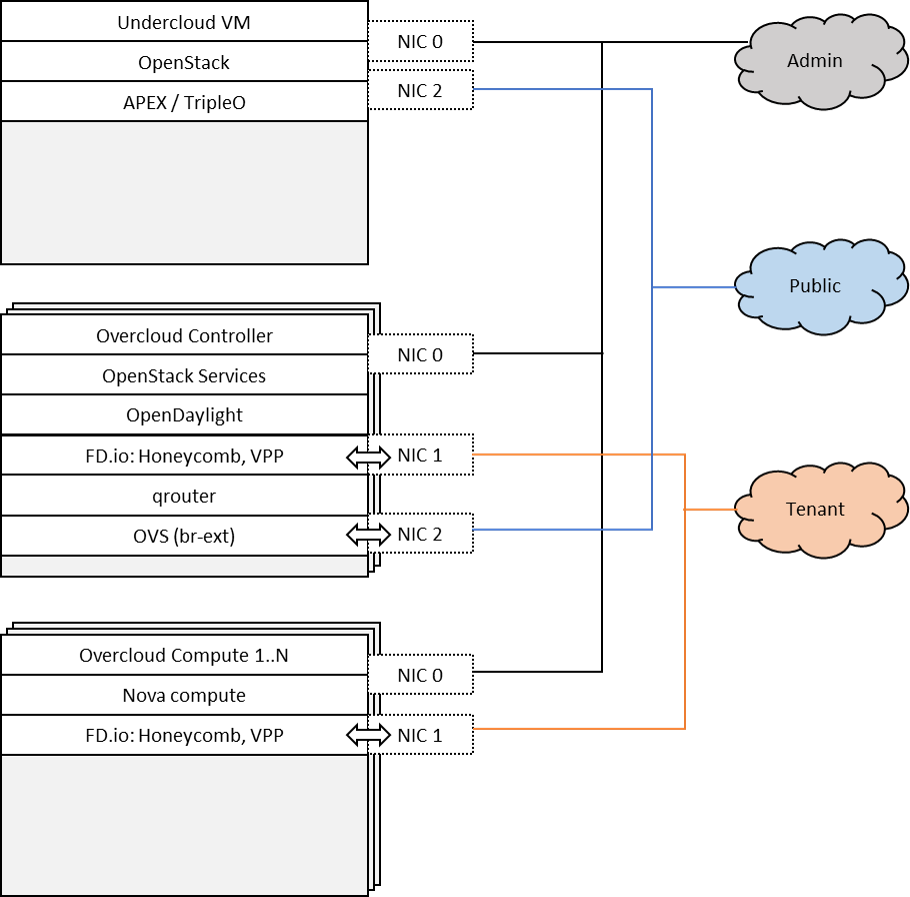 Undercloud VM
OpenStack
APEX / TripleO
NIC 0
NIC 2
Admin
Public
Overcloud Controller
OpenStack Services
OpenDaylight
FD.io: Honeycomb, VPP
qrouter
OVS (br-ext)
NIC 0
NIC 1
NIC 2
Tenant
Overcloud Compute 1..N
Nova compute
FD.io: Honeycomb, VPP
NIC 0
NIC 1